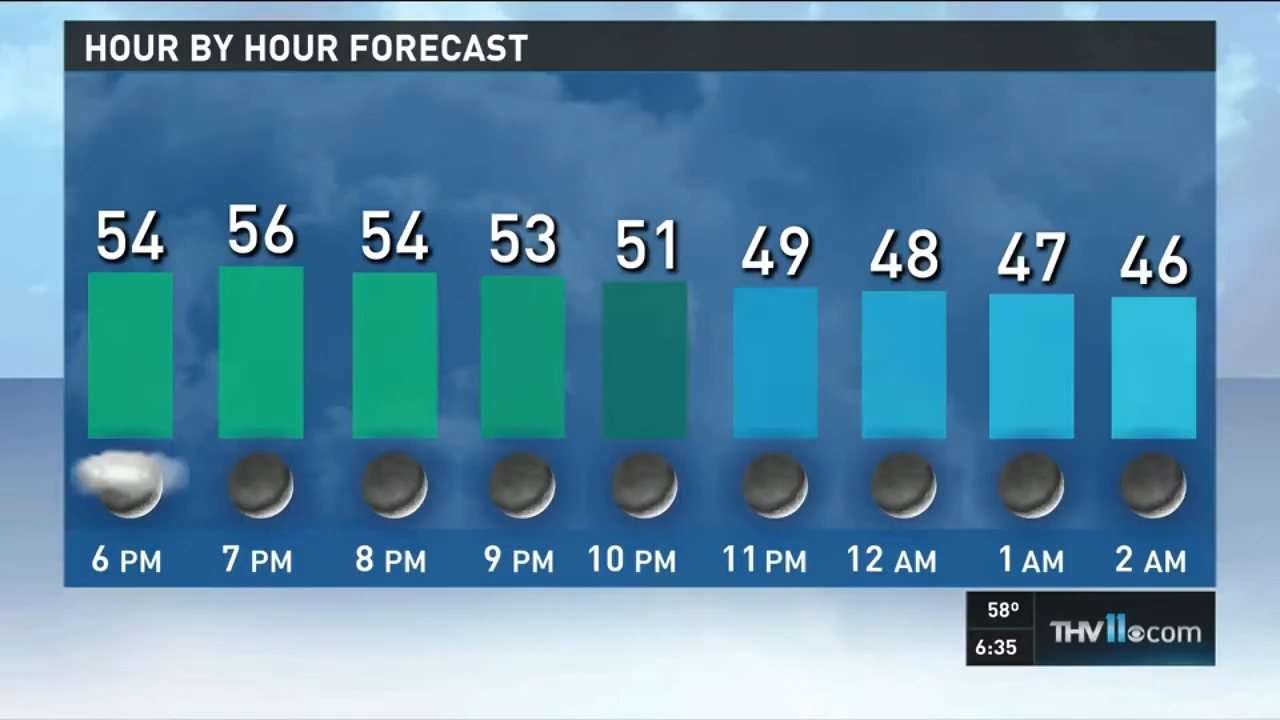 HOUR BY HOUR FORECAST
54 56 54 53 51 49 48 47 46
6 PM 7 PM 8 PM 9 PM 10 PM 11 PM 12 AM 1 AM 2 AM
58º
6:35
THV11.com